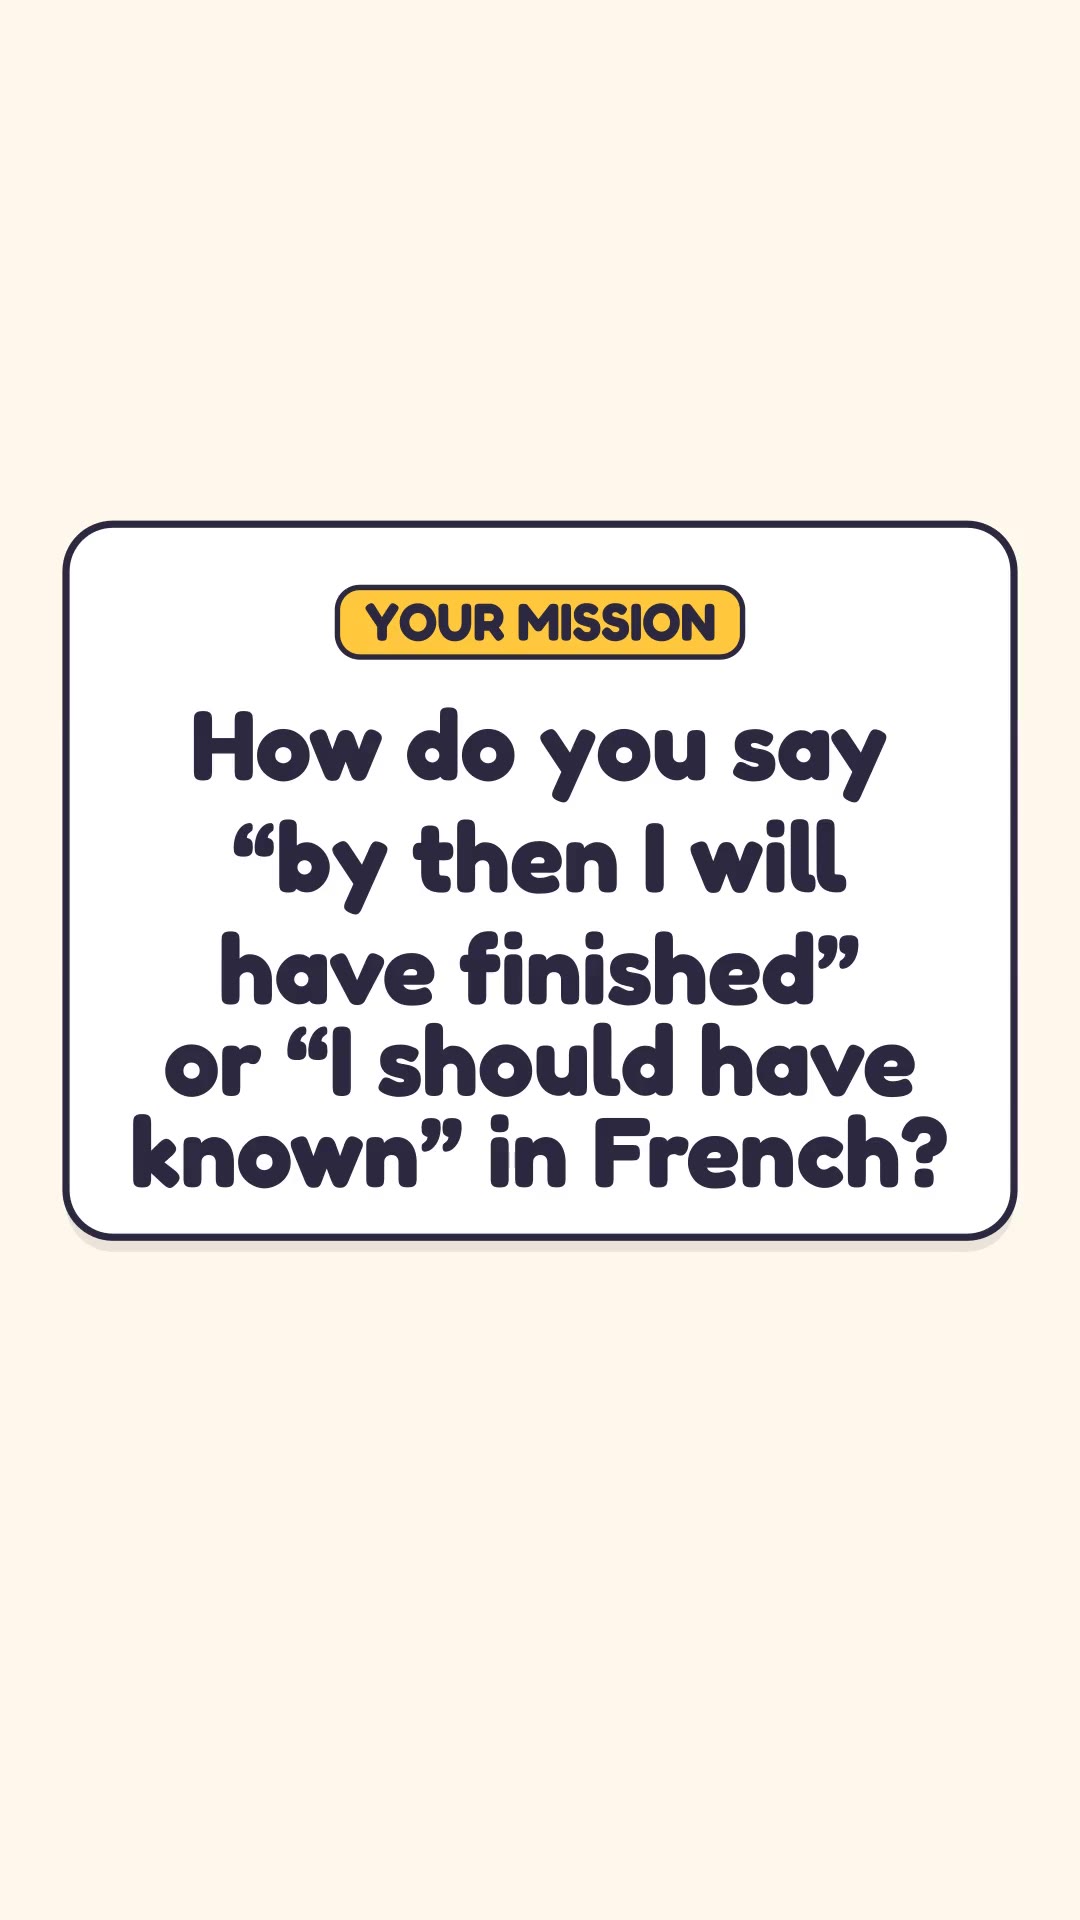 YOUR MISSION
How do you say
“by then I will
have finished”
or “I should have
known” in French?